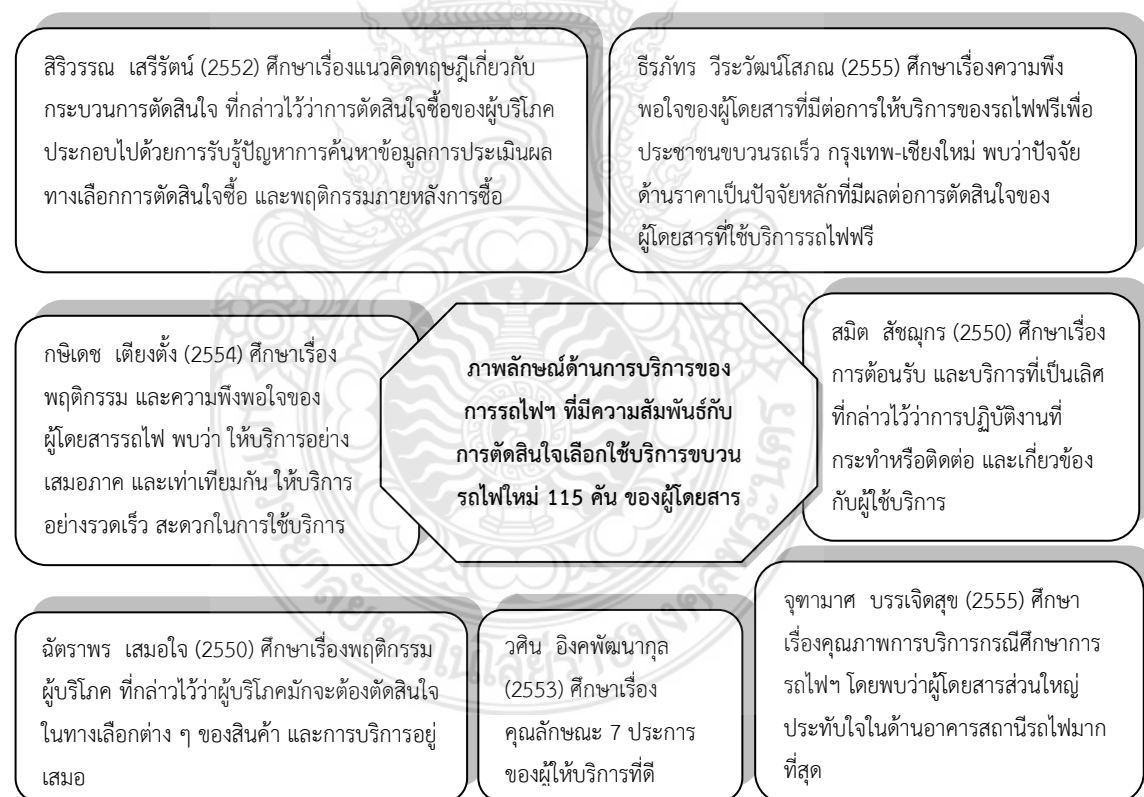 สิริวรรณ เสรีรัตน์ (2552) ศึกษาเรื่องแนวคิดทฤษฎีเกี่ยวกับ
กระบวนการตัดสินใจ ที่กล่าวไว้ว่าการตัดสินใจซื้อของผู้บริโภค
ประกอบไปด้วยการรับรู้ปัญหาการค้นหาข้อมูลการประเมินผล
ทางเลือกการตัดสินใจซื้อ และพฤติกรรมภายหลังการซื้อ
ธีรภัทร วีระวัฒน์โสภณ (2555) ศึกษาเรื่องความพึง
พอใจของผู้โดยสารที่มีต่อการให้บริการของรถไฟฟรีเพื่อ
ประชาชนขบวนรถเร็ว กรุงเทพ-เชียงใหม่ พบว่าปัจจัย
ด้านราคาเป็นปัจจัยหลักที่มีผลต่อการตัดสินใจของ
ผู้โดยสารที่ใช้บริการรถไฟฟรี
กษิเดช เตียงตั้ง (2554) ศึกษาเรื่อง
พฤติกรรม และความพึงพอใจของ
ผู้โดยสารรถไฟ พบว่า ให้บริการอย่าง
เสมอภาค และเท่าเทียมกัน ให้บริการ
อย่างรวดเร็ว สะดวกในการใช้บริการ
ภาพลักษณ์ด้านการบริการของ
การรถไฟฯ ที่มีความสัมพันธ์กับ
การตัดสินใจเลือกใช้บริการขบวน
รถไฟใหม่ 115 คัน ของผู้โดยสาร
สมิต สัชฌุกร (2550) ศึกษาเรื่อง
การต้อนรับ และบริการที่เป็นเลิศ
ที่กล่าวไว้ว่าการปฏิบัติงานที่
กระทำหรือติดต่อ และเกี่ยวข้อง
กับผู้ใช้บริการ
ฉัตราพร เสมอใจ (2550) ศึกษาเรื่องพฤติกรรม
ผู้บริโภค ที่กล่าวไว้ว่าผู้บริโภคมักจะต้องตัดสินใจ
ในทางเลือกต่าง ๆ ของสินค้า และการบริการอยู่
เสมอ
วศิน อิงคพัฒนากุล
(2553) ศึกษาเรื่อง
คุณลักษณะ 7 ประการ
ของผู้ให้บริการที่ดี
จุฑามาศ บรรเจิดสุข (2555) ศึกษา
เรื่องคุณภาพการบริการกรณีศึกษาการ
รถไฟฯ โดยพบว่าผู้โดยสารส่วนใหญ่
ประทับใจในด้านอาคารสถานีรถไฟมาก
ที่สุด